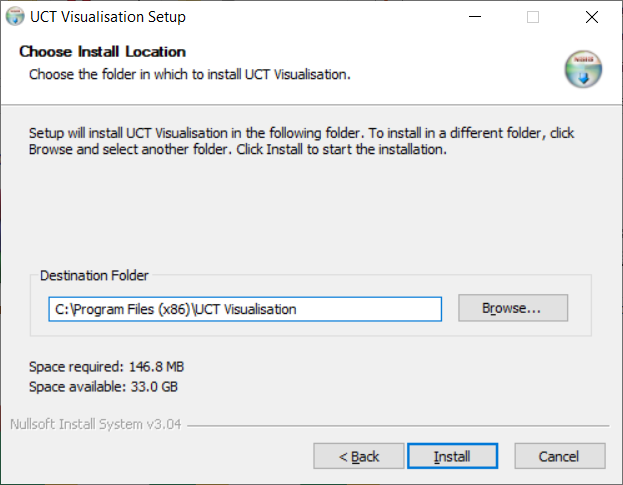 UCT Visualisation Setup
Choose Install Location
Choose the folder in which to install UCT Visualisation.
Setup will install UCT Visualisation in the following folder. To install in a different folder, click
Browse and select another folder. Click Install to start the installation.
Destination Folder
C:\Program Files (x86)\UCT Visualisation
Browse...
Space required: 146.8 MB
Space available: 33.0 GB
Nullsoft Install System v3.04
< Back
Install
Cancel